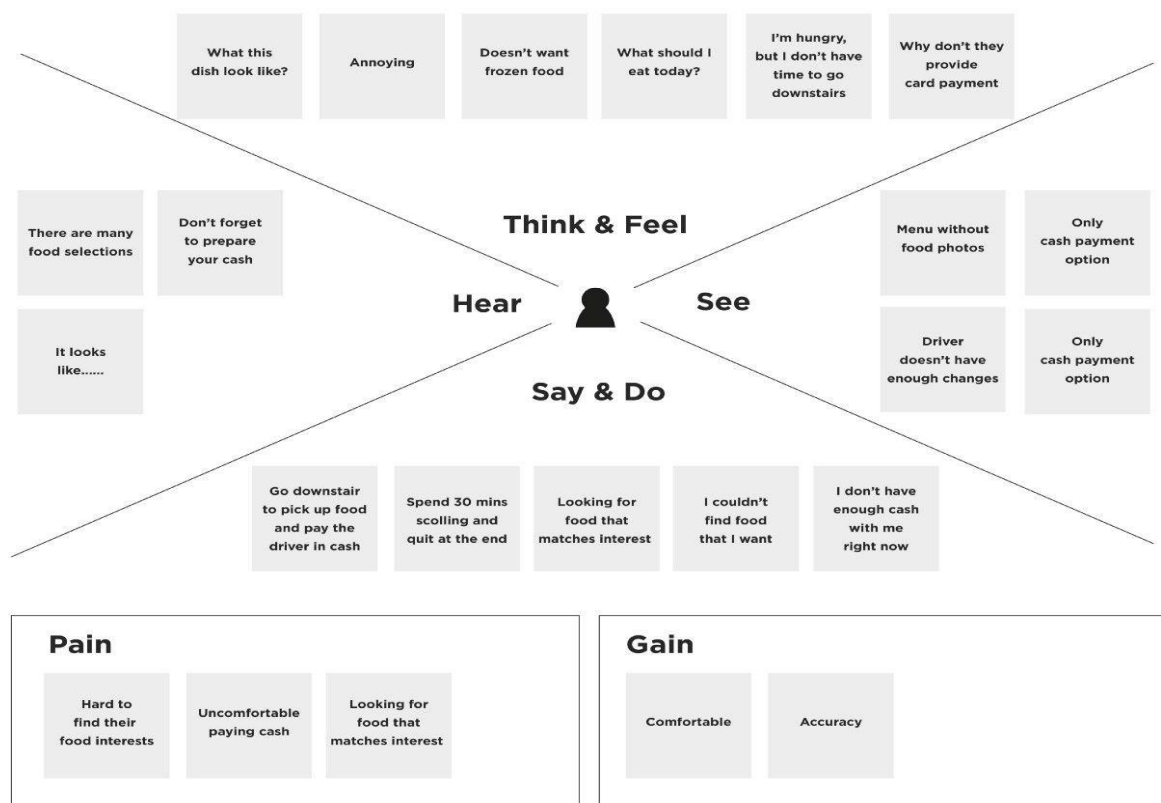 What this
dish look like?
Annoying
Doesn't want
frozen food
What should I
eat today?
I'm hungry,
but I don't have
time to go
downstairs
Why don't they
provide
card payment
Think & Feel
There are many
food selections
Don't forget
to prepare
your cash
It looks
like......
Hear
See
Menu without
food photos
Only
cash payment
option
Driver
doesn't have
enough changes
Only
cash payment
option
Say & Do
Go downstair
to pick up food
and pay the
driver in cash
Spend 30 mins
scolling and
quit at the end
Looking for
food that
matches interest
I couldn't
find food
that I want
I don't have
enough cash
with me
right now
Pain
Hard to
find their
food interests
Uncomfortable
paying cash
Looking for
food that
matches interest
Gain
Comfortable
Accuracy